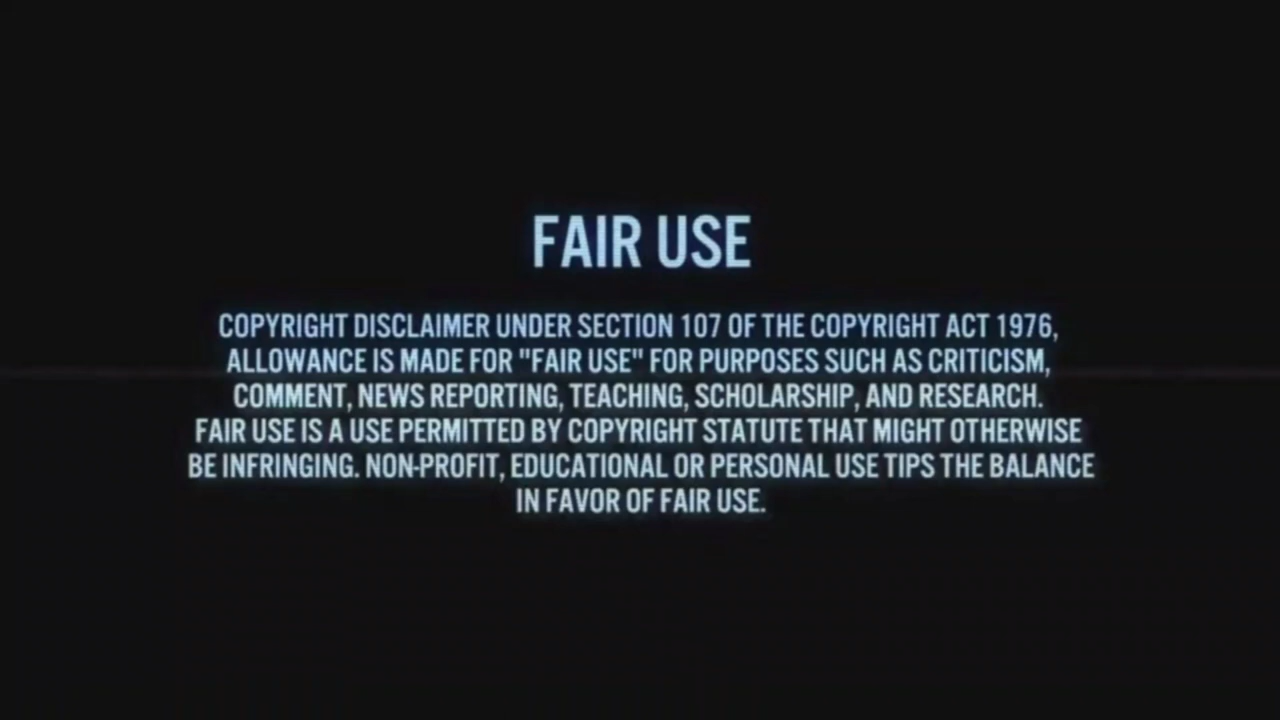 FAIR USE
COPYRIGHT DISCLAIMER UNDER SECTION 107 OF THE COPYRIGHT ACT 1976,
ALLOWANCE IS MADE FOR "FAIR USE" FOR PURPOSES SUCH AS CRITICISM,
COMMENT, NEWS REPORTING, TEACHING, SCHOLARSHIP, AND RESEARCH.
FAIR USE IS A USE PERMITTED BY COPYRIGHT STATUTE THAT MIGHT OTHERWISE
BE INFRINGING. NON-PROFIT, EDUCATIONAL OR PERSONAL USE TIPS THE BALANCE
IN FAVOR OF FAIR USE.